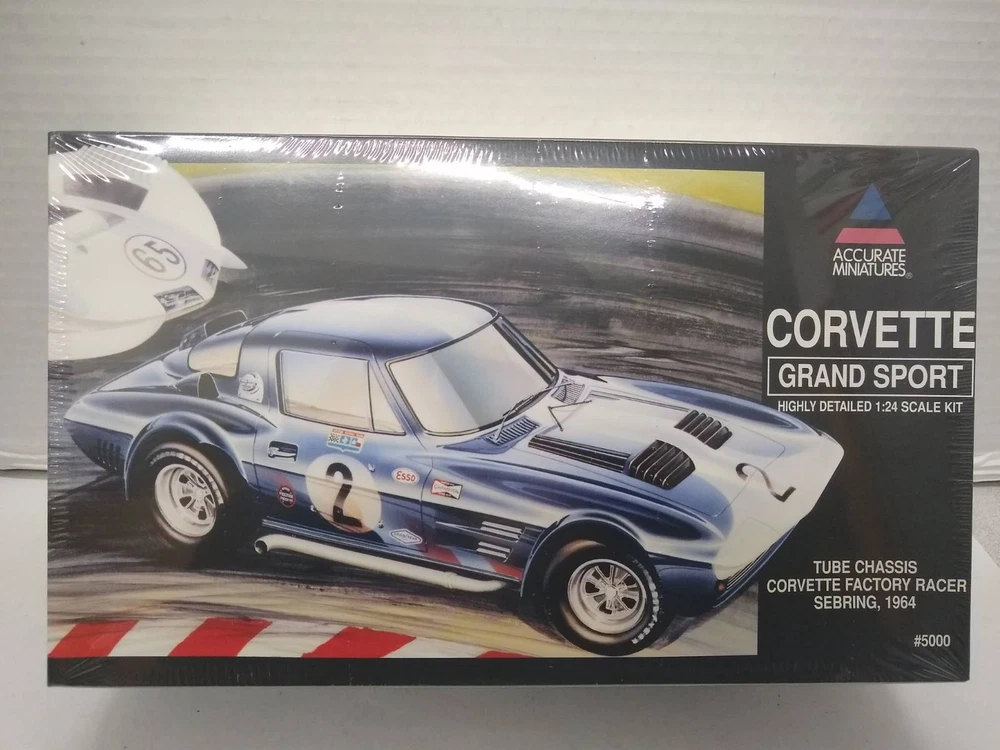 65
ACCURATE
MINIATURES®
CORVETTE
GRAND SPORT
HIGHLY DETAILED 1:24 SCALE KIT
2
Esso
2
TUBE CHASSIS
CORVETTE FACTORY RACER
SEBRING, 1964
#5000